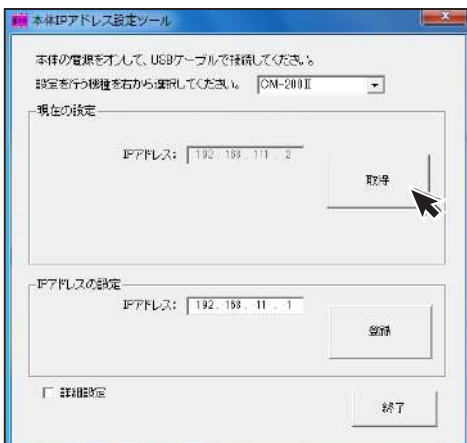 本体IPアドレス設定ツール
本体の電源をオンして、USBケーブルで接続してください。
設定を行う機種を右から選択してください。 CM-200Ⅱ
現在の設定
IPアドレス: 192.168.111.2
取得
IPアドレスの設定
IPアドレス: 192.168.11.1
登録
詳細設定
終了